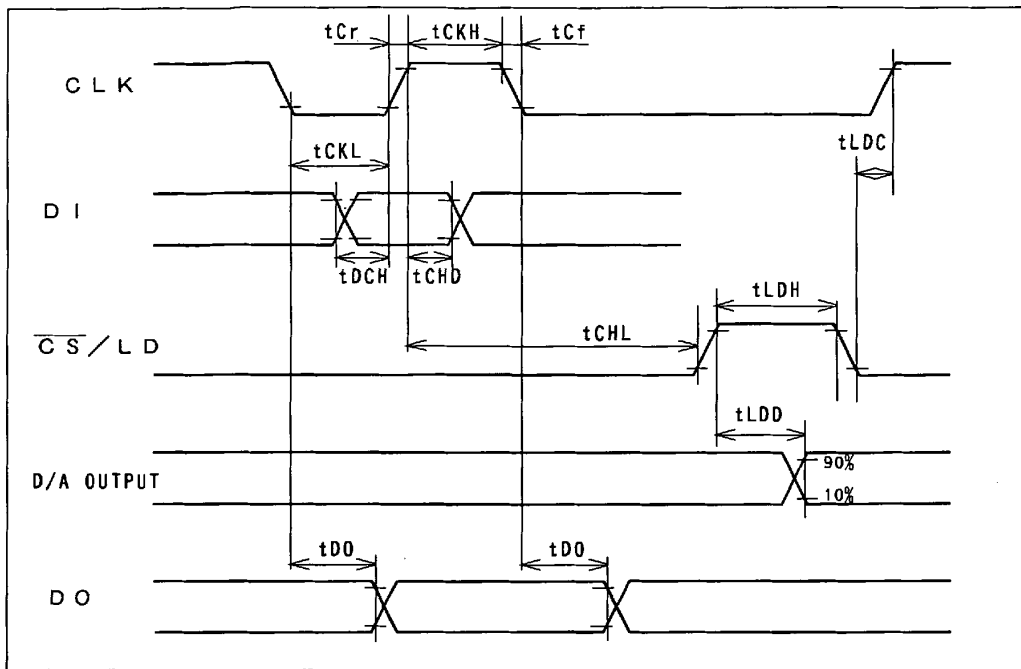 tCr tCKH tCf
CLK
tLDC
tCKL
DI
tDCH tCHD
tLDH
tCHL
CS/LD
tLDD
D/A OUTPUT
90%
10%
tDO tDO
DO